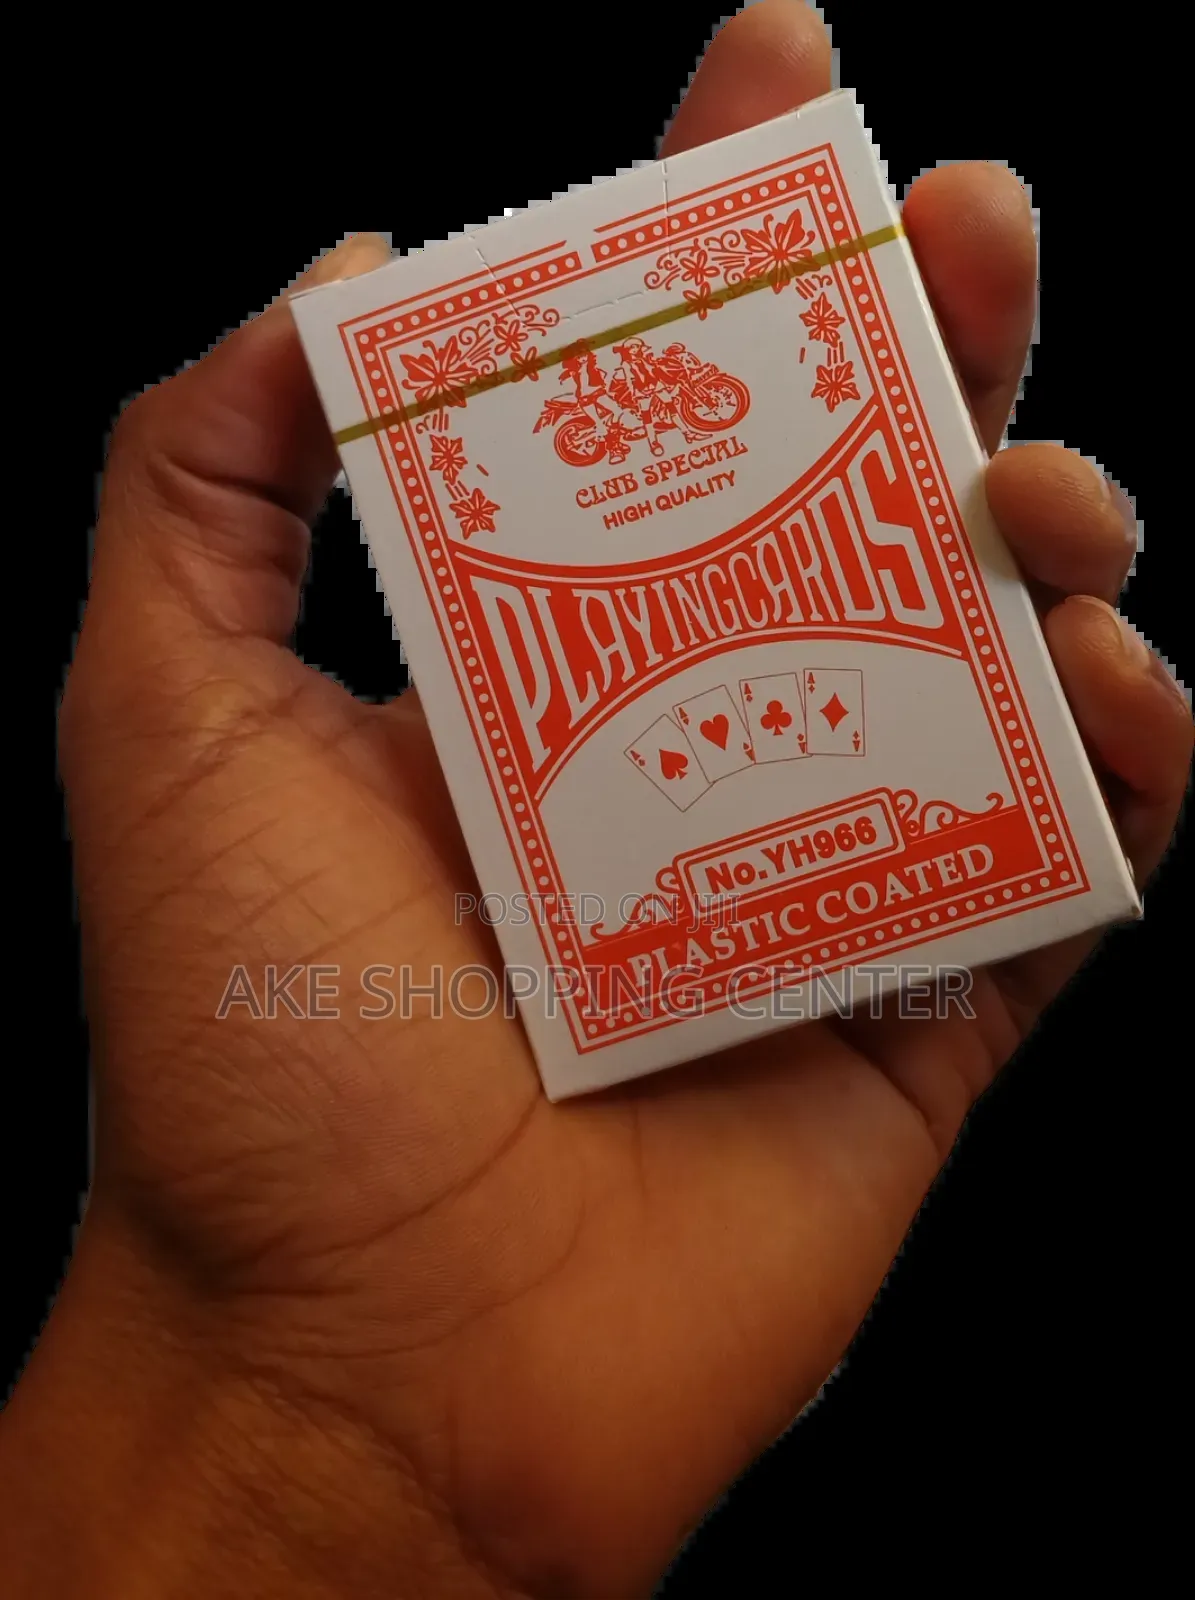 CLUB SPECIAL
HIGH QUALITY
PLAYINGCARDS
A A A A
No.YH966
PLASTIC COATED
POSTED ON JIJI
AKE SHOPPING CENTER